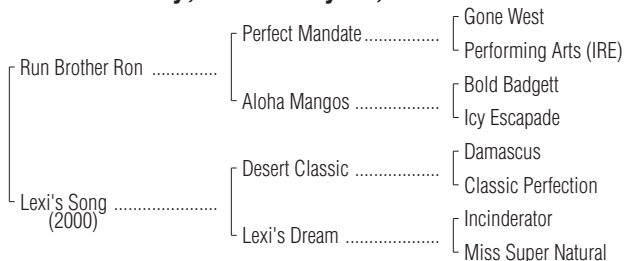 Gone West
Perfect Mandate................
Performing Arts (IRE)
Run Brother Ron ..............
Bold Badgett
Aloha Mangos ..................
Icy Escapade
Damascus
Desert Classic ..................
Classic Perfection
Lexi's Song ......................
(2000)
Incinderator
Lexi's Dream ....................
Miss Super Natural